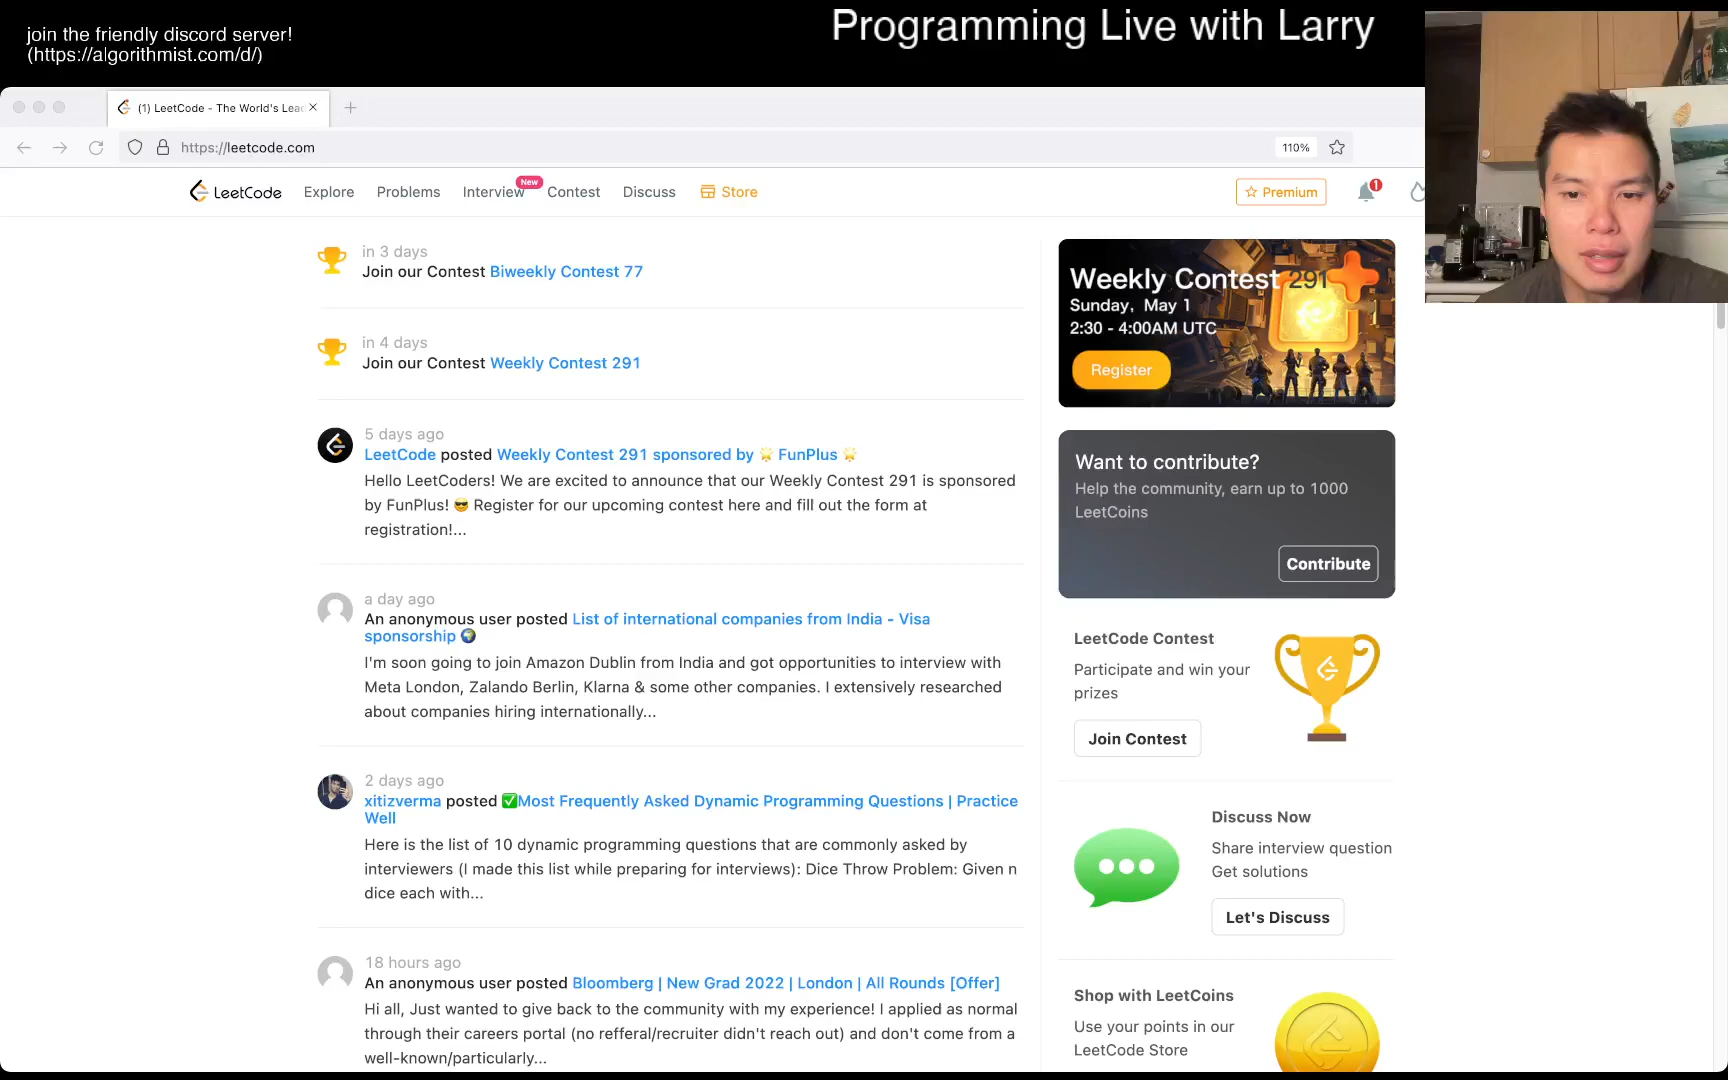 join the friendly discord server!
(https://algorithmist.com/d/)
Programming Live with Larry
(1) LeetCode - The World's Lea
https://leetcode.com
110%
LeetCode
Explore
Problems
Interview
New
Contest
Discuss
Store
Premium
1
in 3 days
Join our Contest Biweekly Contest 77
in 4 days
Join our Contest Weekly Contest 291
5 days ago
LeetCode posted Weekly Contest 291 sponsored by 🌟 FunPlus 🌟
Hello LeetCoders! We are excited to announce that our Weekly Contest 291 is sponsored
by FunPlus! 😎 Register for our upcoming contest here and fill out the form at
registration!...
a day ago
An anonymous user posted List of international companies from India - Visa
sponsorship 🌍
I'm soon going to join Amazon Dublin from India and got opportunities to interview with
Meta London, Zalando Berlin, Klarna & some other companies. I extensively researched
about companies hiring internationally...
2 days ago
xitizverma posted ✅Most Frequently Asked Dynamic Programming Questions | Practice
Well
Here is the list of 10 dynamic programming questions that are commonly asked by
interviewers (I made this list while preparing for interviews): Dice Throw Problem: Given n
dice each with...
18 hours ago
An anonymous user posted Bloomberg | New Grad 2022 | London | All Rounds [Offer]
Hi all, Just wanted to give back to the community with my experience! I applied as normal
through their careers portal (no refferal/recruiter didn't reach out) and don't come from a
well-known/particularly...
Weekly Contest 291
Sunday, May 1
2:30 - 4:00AM UTC
Register
Want to contribute?
Help the community, earn up to 1000
LeetCoins
Contribute
LeetCode Contest
Participate and win your
prizes
Join Contest
Discuss Now
Share interview question
Get solutions
Let's Discuss
Shop with LeetCoins
Use your points in our
LeetCode Store